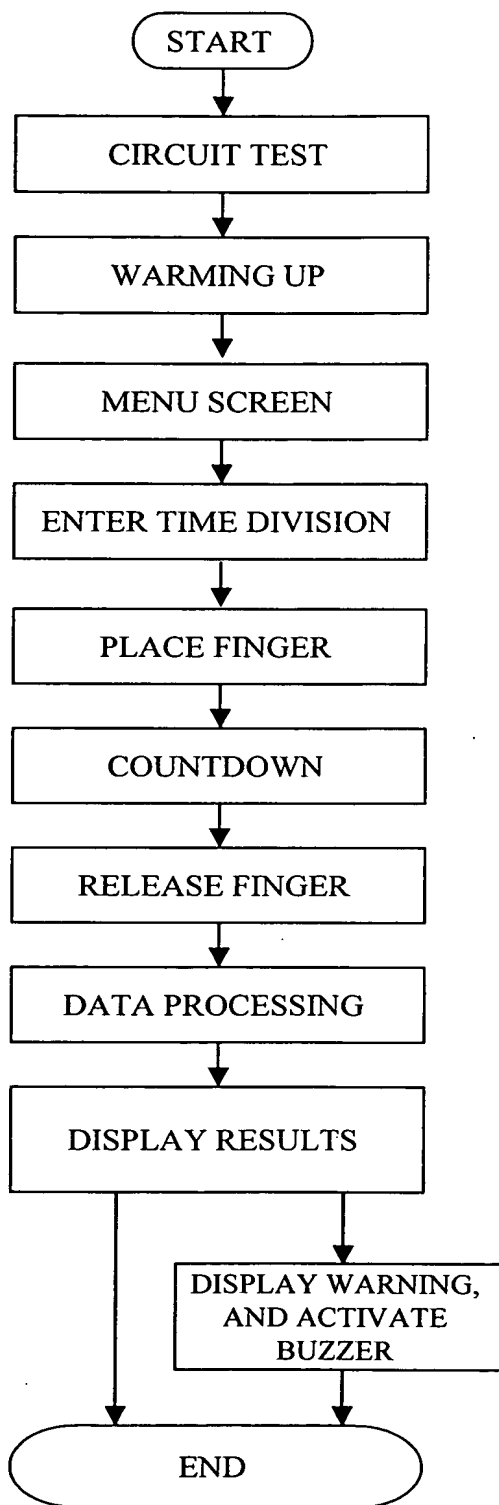 START
CIRCUIT TEST
WARMING UP
MENU SCREEN
ENTER TIME DIVISION
PLACE FINGER
COUNTDOWN
RELEASE FINGER
DATA PROCESSING
DISPLAY RESULTS
DISPLAY WARNING,
AND ACTIVATE
BUZZER
END